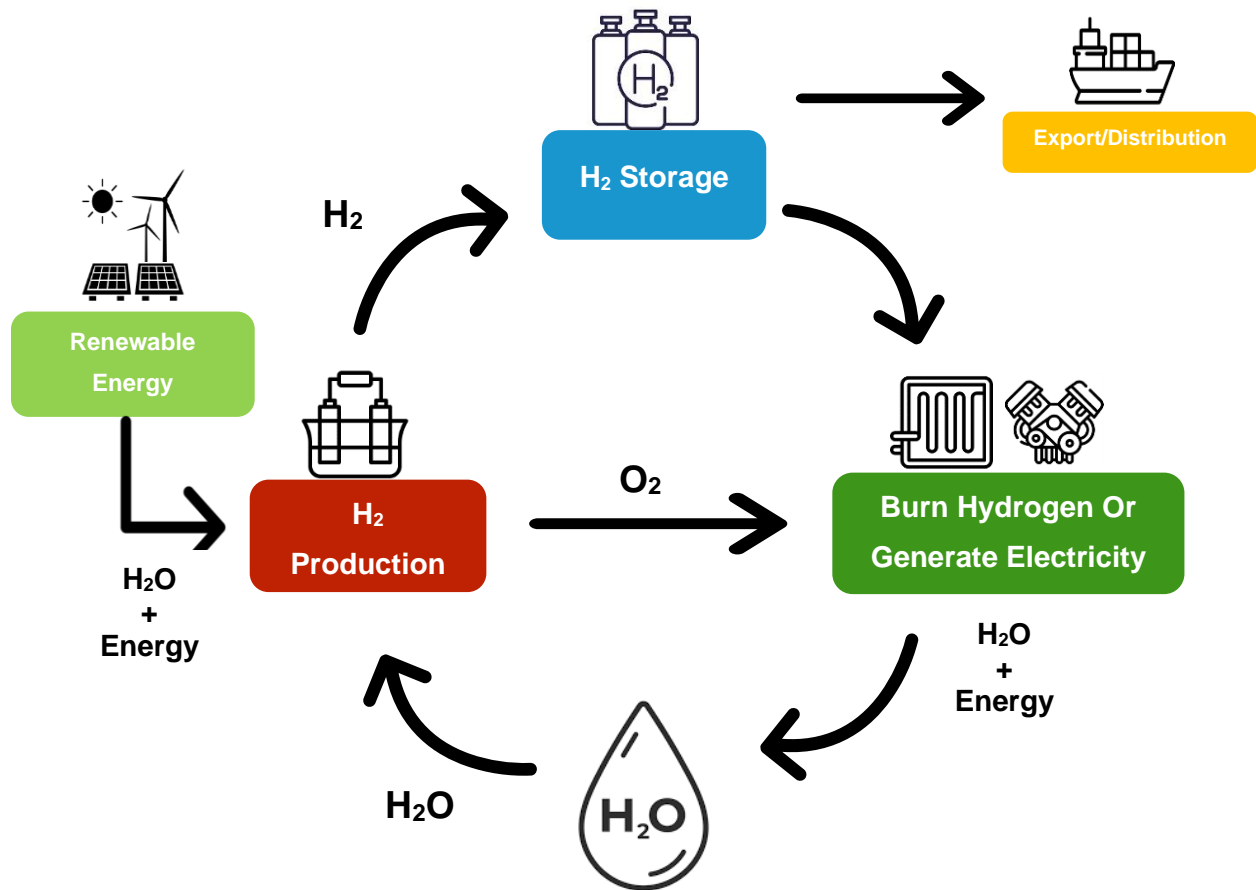 H₂
H₂ Storage
Export/Distribution
H₂
Renewable
Energy
H₂
Production
O₂
Burn Hydrogen Or
Generate Electricity
H₂O
+
Energy
H₂O
+
Energy
H₂O
H₂O